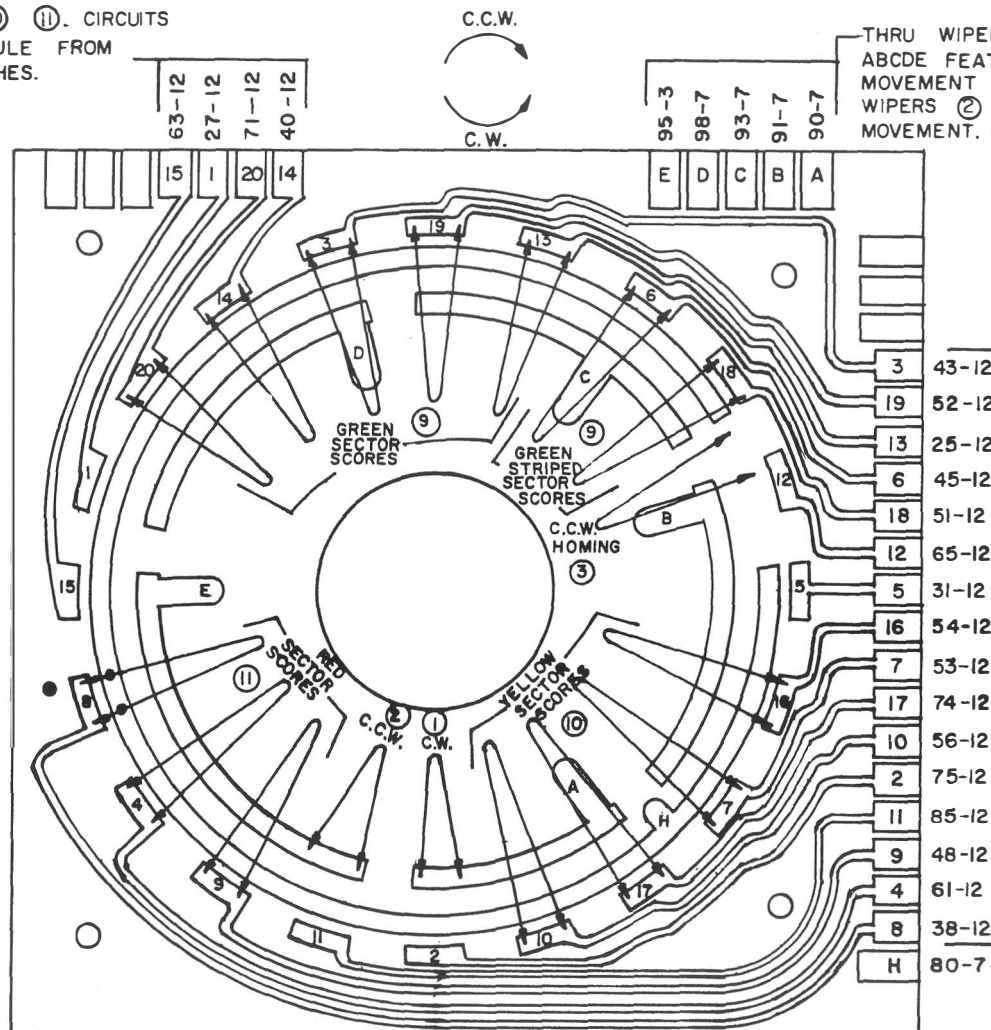 ⑪. CIRCUITS
ULE FROM
HES.
C.C.W.
C.W.
THRU WIPER
ABCDE FEAT
MOVEMENT
WIPERS ②
MOVEMENT.
63-12
27-12
71-12
40-12
95-3
98-7
93-7
91-7
90-7
15
1
20
14
E
D
C
B
A
3
19
13
6
18
12
5
16
7
17
10
2
11
9
4
8
15
1
20
14
D
C
B
A
H
E
GREEN
SECTOR
SCORES
⑨
GREEN
STRIPED
SECTOR
SCORES
⑨
C.C.W.
HOMING
③
YELLOW
SECTOR
SCORES
⑩
①
C.W.
②
C.C.W.
RED
SECTOR
SCORES
⑪
3 43-12
19 52-12
13 25-12
6 45-12
18 51-12
12 65-12
5 31-12
16 54-12
7 53-12
17 74-12
10 56-12
2 75-12
11 85-12
9 48-12
4 61-12
8 38-12
H 80-7